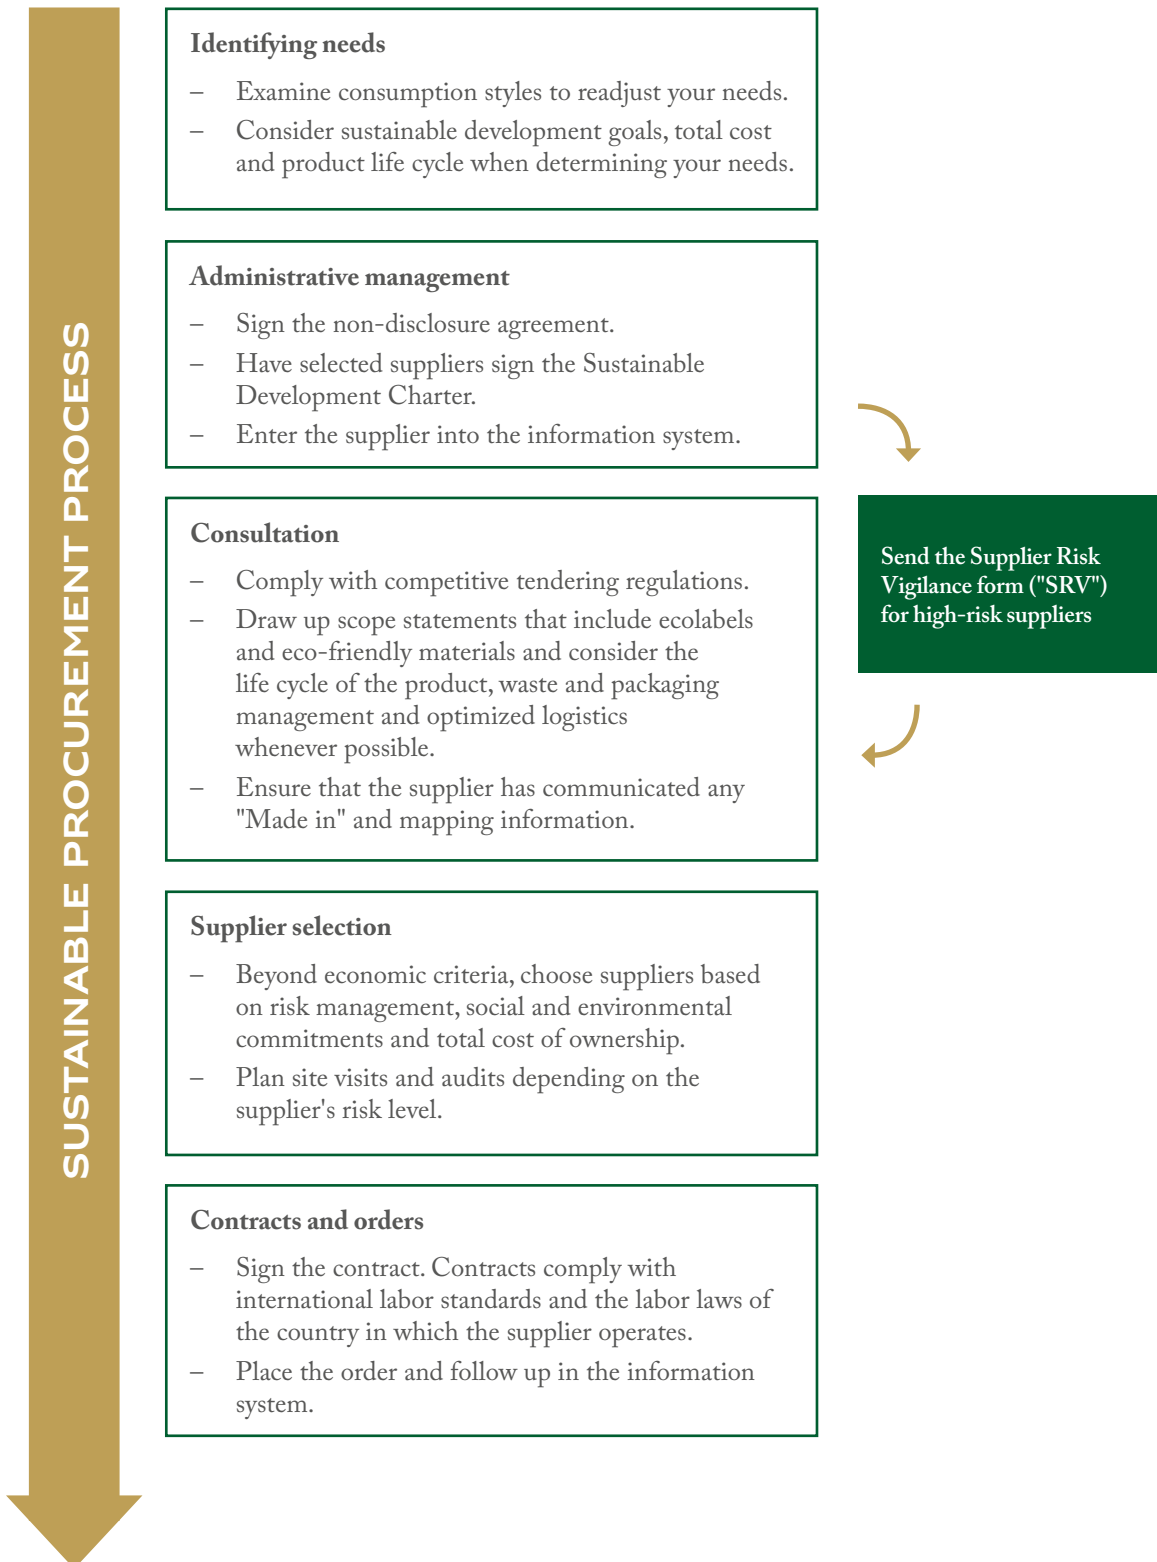 SUSTAINABLE PROCUREMENT PROCESS
Identifying needs
– Examine consumption styles to readjust your needs.
– Consider sustainable development goals, total cost
and product life cycle when determining your needs.
Administrative management
– Sign the non-disclosure agreement.
– Have selected suppliers sign the Sustainable
Development Charter.
– Enter the supplier into the information system.
Send the Supplier Risk
Vigilance form ("SRV")
for high-risk suppliers
Consultation
– Comply with competitive tendering regulations.
– Draw up scope statements that include ecolabels
and eco-friendly materials and consider the
life cycle of the product, waste and packaging
management and optimized logistics
whenever possible.
– Ensure that the supplier has communicated any
"Made in" and mapping information.
Supplier selection
– Beyond economic criteria, choose suppliers based
on risk management, social and environmental
commitments and total cost of ownership.
– Plan site visits and audits depending on the
supplier's risk level.
Contracts and orders
– Sign the contract. Contracts comply with
international labor standards and the labor laws of
the country in which the supplier operates.
– Place the order and follow up in the information
system.